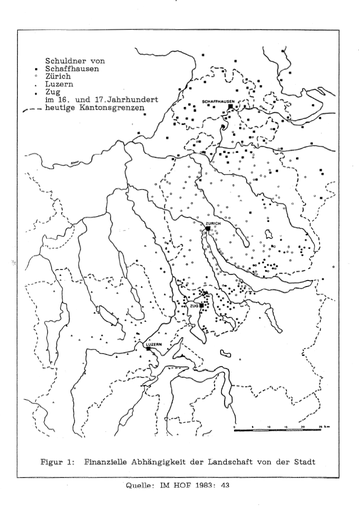 Schuldner von
Schaffhausen
Zürich
Luzern
Zug
im 16. und 17. Jahrhundert
heutige Kantonsgrenzen
SCHAFFHAUSEN
ZÜRICH
ZUG
LUZERN
Figur 1: Finanzielle Abhängigkeit der Landschaft von der Stadt
Quelle: IM HOF 1983: 43